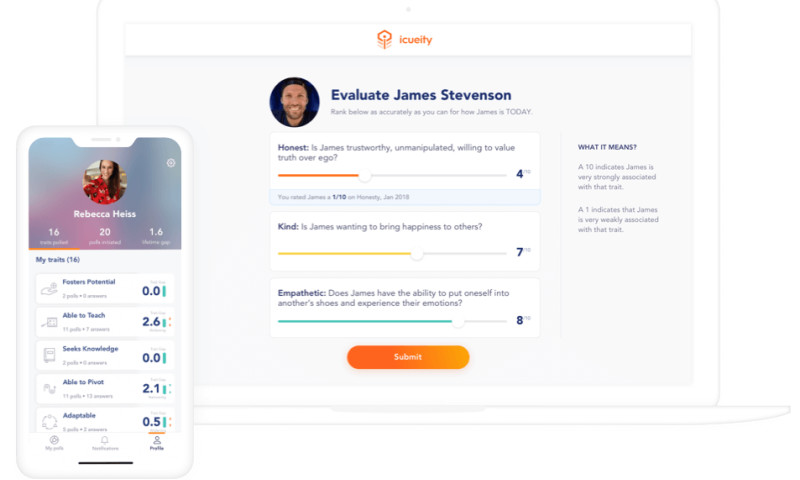 icueity
Evaluate James Stevenson
Rank below as accurately as you can for how James is TODAY.
Honest: Is James trustworthy, unmanipulated, willing to value
truth over ego?
4/10
You rated James a 1/10 on Honesty, Jan 2018
Kind: Is James wanting to bring happiness to others?
7/10
Empathetic: Does James have the ability to put oneself into
another's shoes and experience their emotions?
8/10
Submit
WHAT IT MEANS?
A 10 indicates James is
very strongly associated
with that trait.
A 1 indicates that James
is very weakly associated
with that trait.
Rebecca Heiss
16
20
1.6
traits polled
polls initiated
lifetime gap
My traits (16)
Fosters Potential
2 polls • 0 answers
0.0
Able to Teach
11 polls • 7 answers
2.6
Seeks Knowledge
2 polls • 0 answers
0.0
Able to Pivot
11 polls • 13 answers
2.1
Adaptable
5 polls • 3 answers
0.5
My polls
Notifications
Profile